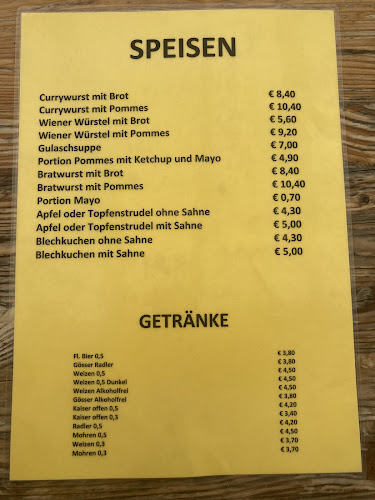 SPEISEN
Currywurst mit Brot € 8,40
Currywurst mit Pommes € 10,40
Wiener Würstel mit Brot € 5,60
Wiener Würstel mit Pommes € 9,20
Gulaschsuppe € 7,00
Portion Pommes mit Ketchup und Mayo € 4,90
Bratwurst mit Brot € 8,40
Bratwurst mit Pommes € 10,40
Portion Mayo € 0,70
Apfel oder Topfenstrudel ohne Sahne € 4,30
Apfel oder Topfenstrudel mit Sahne € 5,00
Blechkuchen ohne Sahne € 4,30
Blechkuchen mit Sahne € 5,00
GETRÄNKE
Fl. Bier 0,5 € 3,80
Gösser Radler € 3,80
Weizen 0,5 € 4,50
Weizen 0,5 Dunkel € 4,50
Weizen Alkoholfrei € 4,50
Gösser Alkoholfrei € 3,80
Kaiser offen 0,5 € 4,20
Kaiser offen 0,3 € 3,40
Radler 0,5 € 4,20
Mohren 0,5 € 4,50
Weizen 0,3 € 3,70
Mohren 0,3 € 3,70